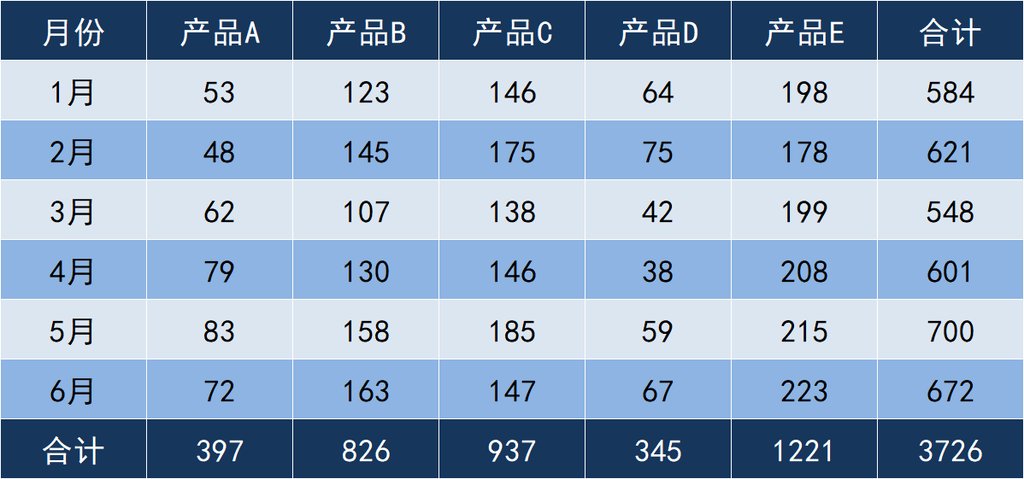 月份 产品A 产品B 产品C 产品D 产品E 合计
1月 53 123 146 64 198 584
2月 48 145 175 75 178 621
3月 62 107 138 42 199 548
4月 79 130 146 38 208 601
5月 83 158 185 59 215 700
6月 72 163 147 67 223 672
合计 397 826 937 345 1221 3726